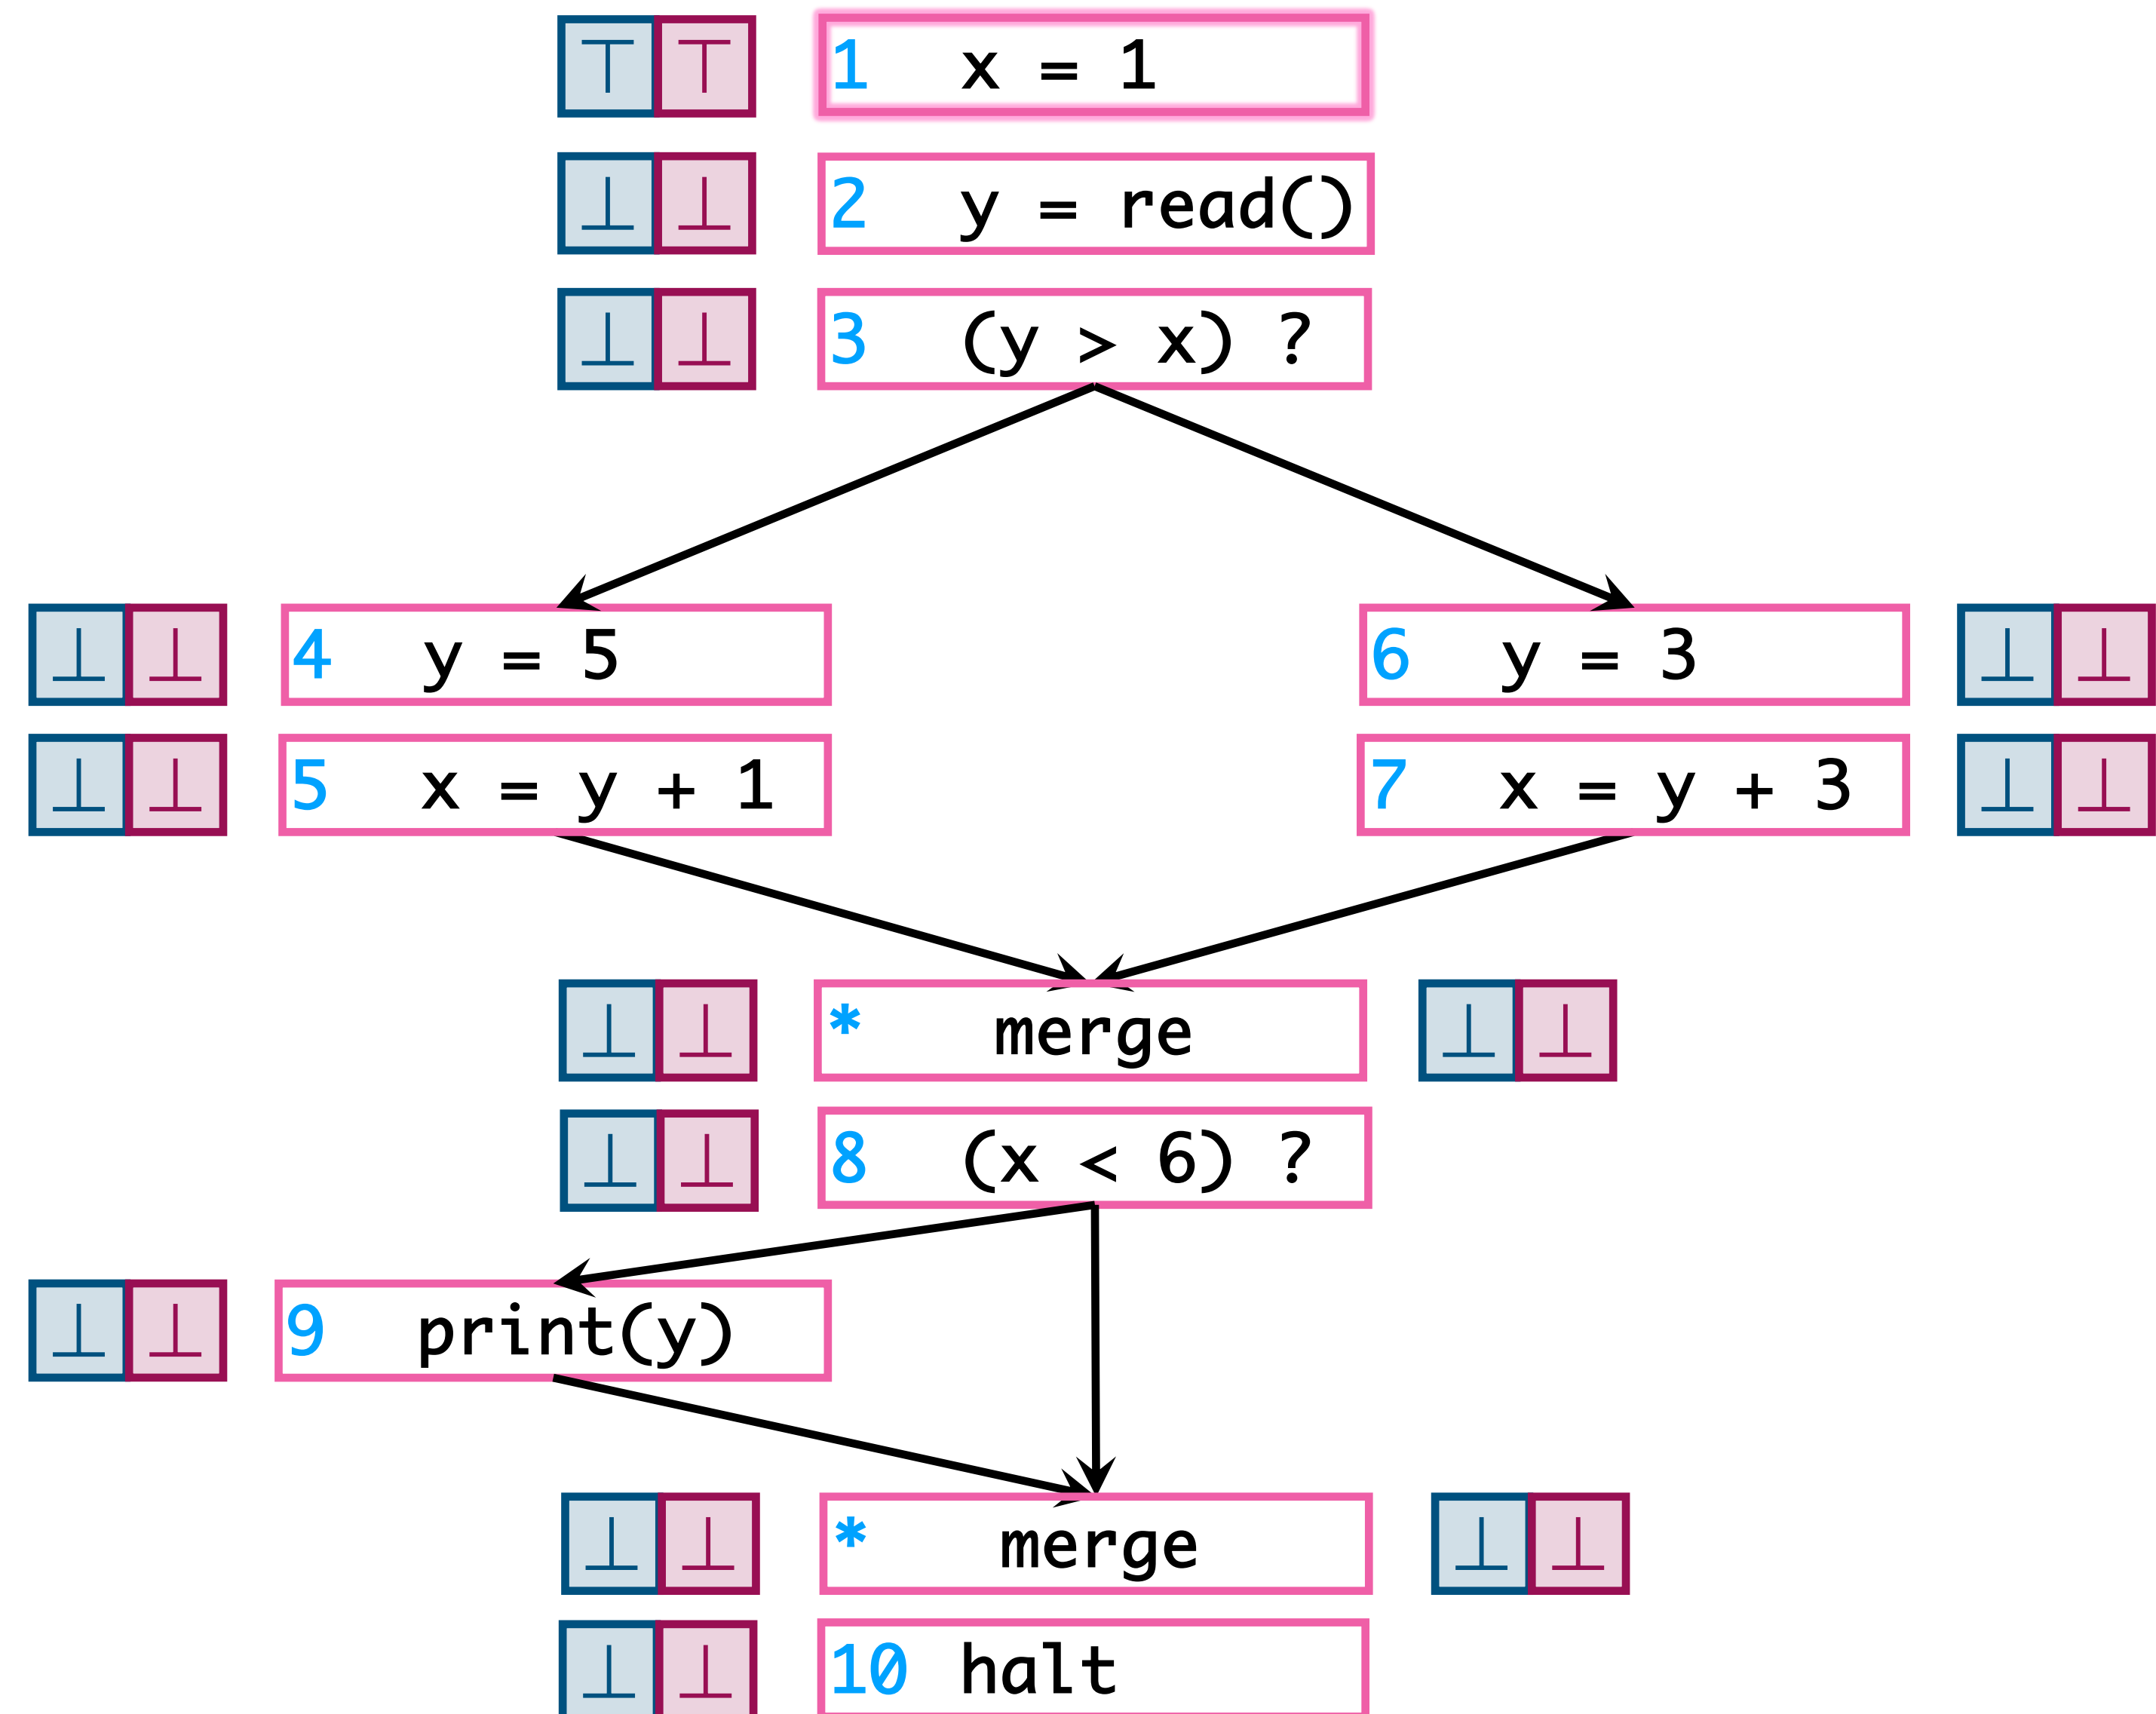 ⊤ ⊤ 1 x = 1
⊥ ⊥ 2 y = read()
⊥ ⊥ 3 (y > x) ?
⊥ ⊥ 4 y = 5
6 y = 3 ⊥ ⊥
⊥ ⊥ 5 x = y + 1
7 x = y + 3 ⊥ ⊥
⊥ ⊥ * merge ⊥ ⊥
⊥ ⊥ 8 (x < 6) ?
⊥ ⊥ 9 print(y)
⊥ ⊥ * merge ⊥ ⊥
⊥ ⊥ 10 halt